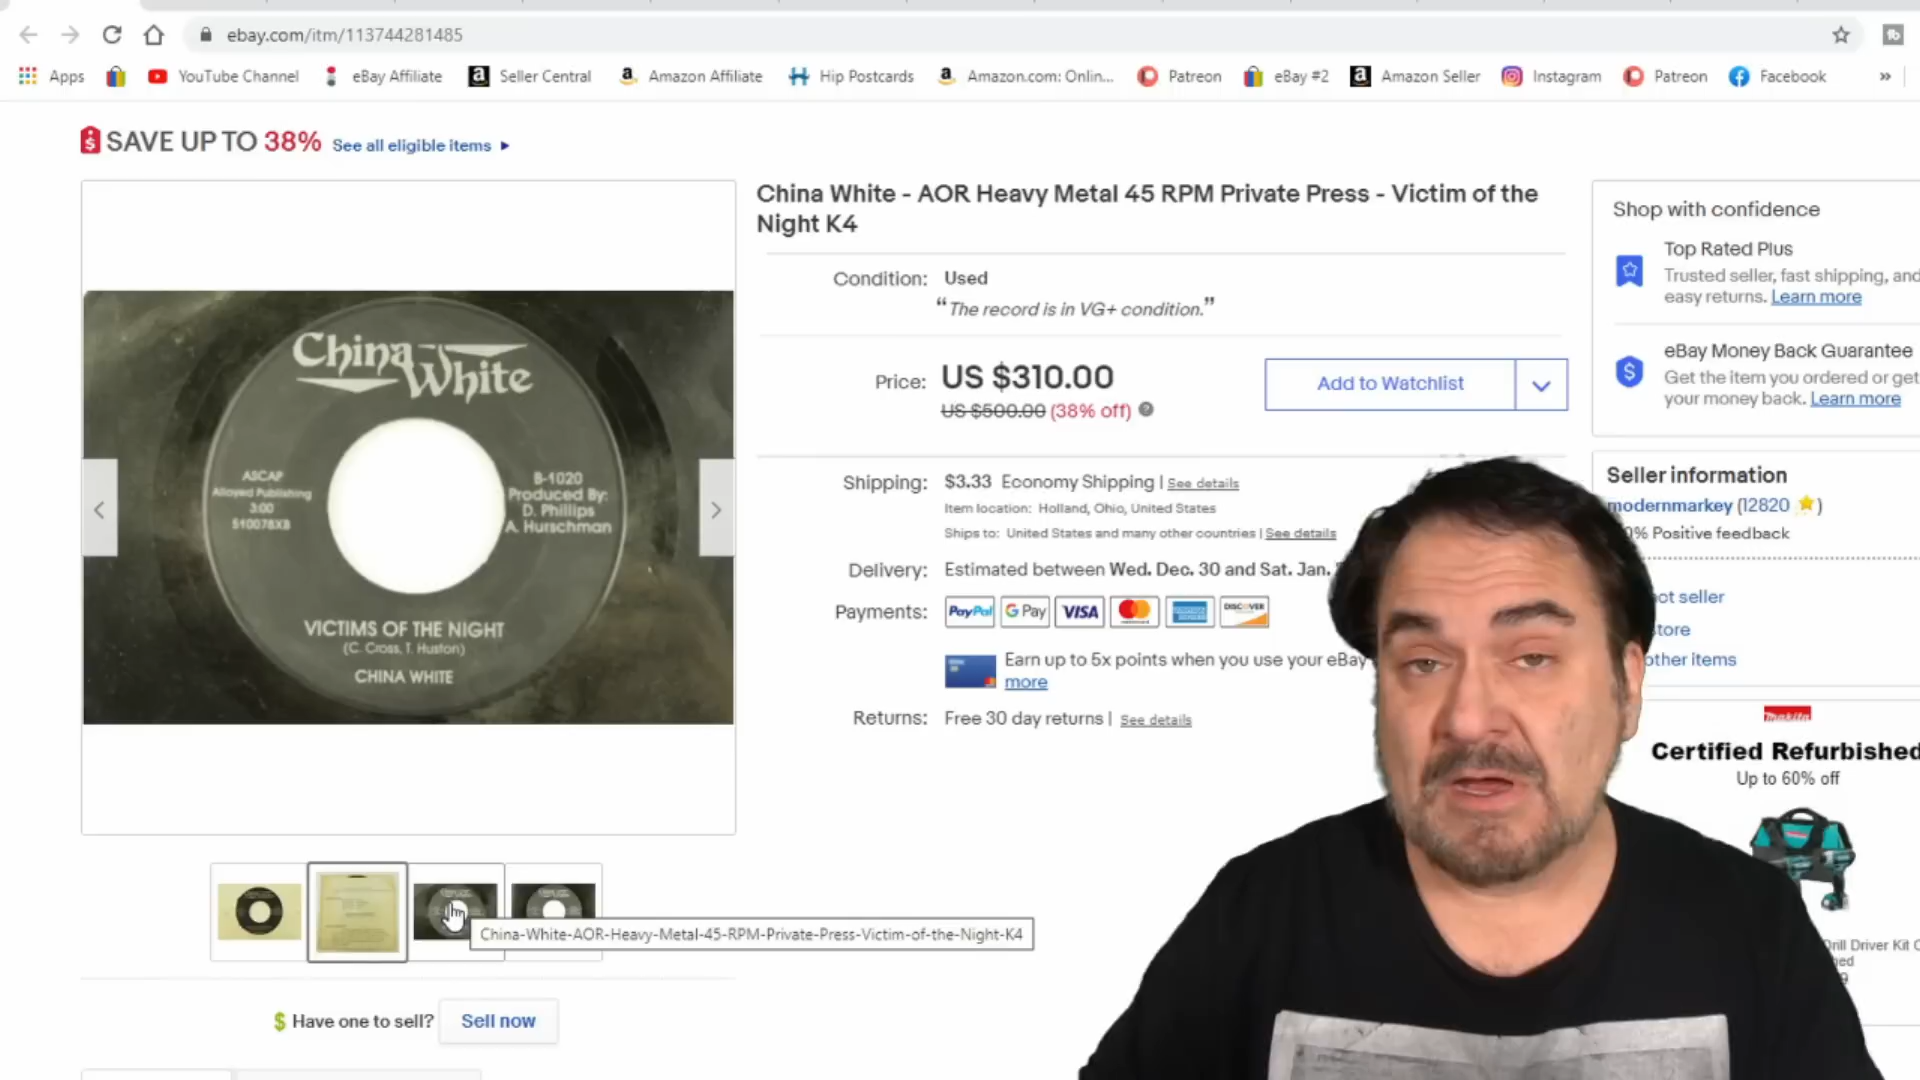 ebay.com/itm/113744281485
Apps YouTube Channel eBay Affiliate Seller Central Amazon Affiliate Hip Postcards Amazon.com: Onlin... Patreon eBay #2 Amazon Seller Instagram Patreon Facebook »
SAVE UP TO 38% See all eligible items
China White - AOR Heavy Metal 45 RPM Private Press - Victim of the
Night K4
Condition: Used
“The record is in VG+ condition.”
Price: US $310.00
US $500.00 (38% off)
Add to Watchlist
Shipping: $3.33 Economy Shipping | See details
Item location: Holland, Ohio, United States
Ships to: United States and many other countries | See details
Delivery: Estimated between Wed. Dec. 30 and Sat. Jan.
Payments: PayPal G Pay VISA mastercard DISCOVER
Earn up to 5x points when you use your eBay
more
Returns: Free 30 day returns | See details
China White
ASCAP
Alloyed Publishing
3:00
510078XB
B-1020
Produced By:
D. Phillips
A. Hurschman
VICTIMS OF THE NIGHT
(C. Cross, T. Huston)
CHINA WHITE
China-White-AOR-Heavy-Metal-45-RPM-Private-Press-Victim-of-the-Night-K4
$ Have one to sell? Sell now
Shop with confidence
Top Rated Plus
Trusted seller, fast shipping, and
easy returns. Learn more
eBay Money Back Guarantee
Get the item you ordered or get
your money back. Learn more
Seller information
modernmarkey (12820)
0% Positive feedback
seller
tore
other items
makita
Certified Refurbished
Up to 60% off
Drill Driver Kit